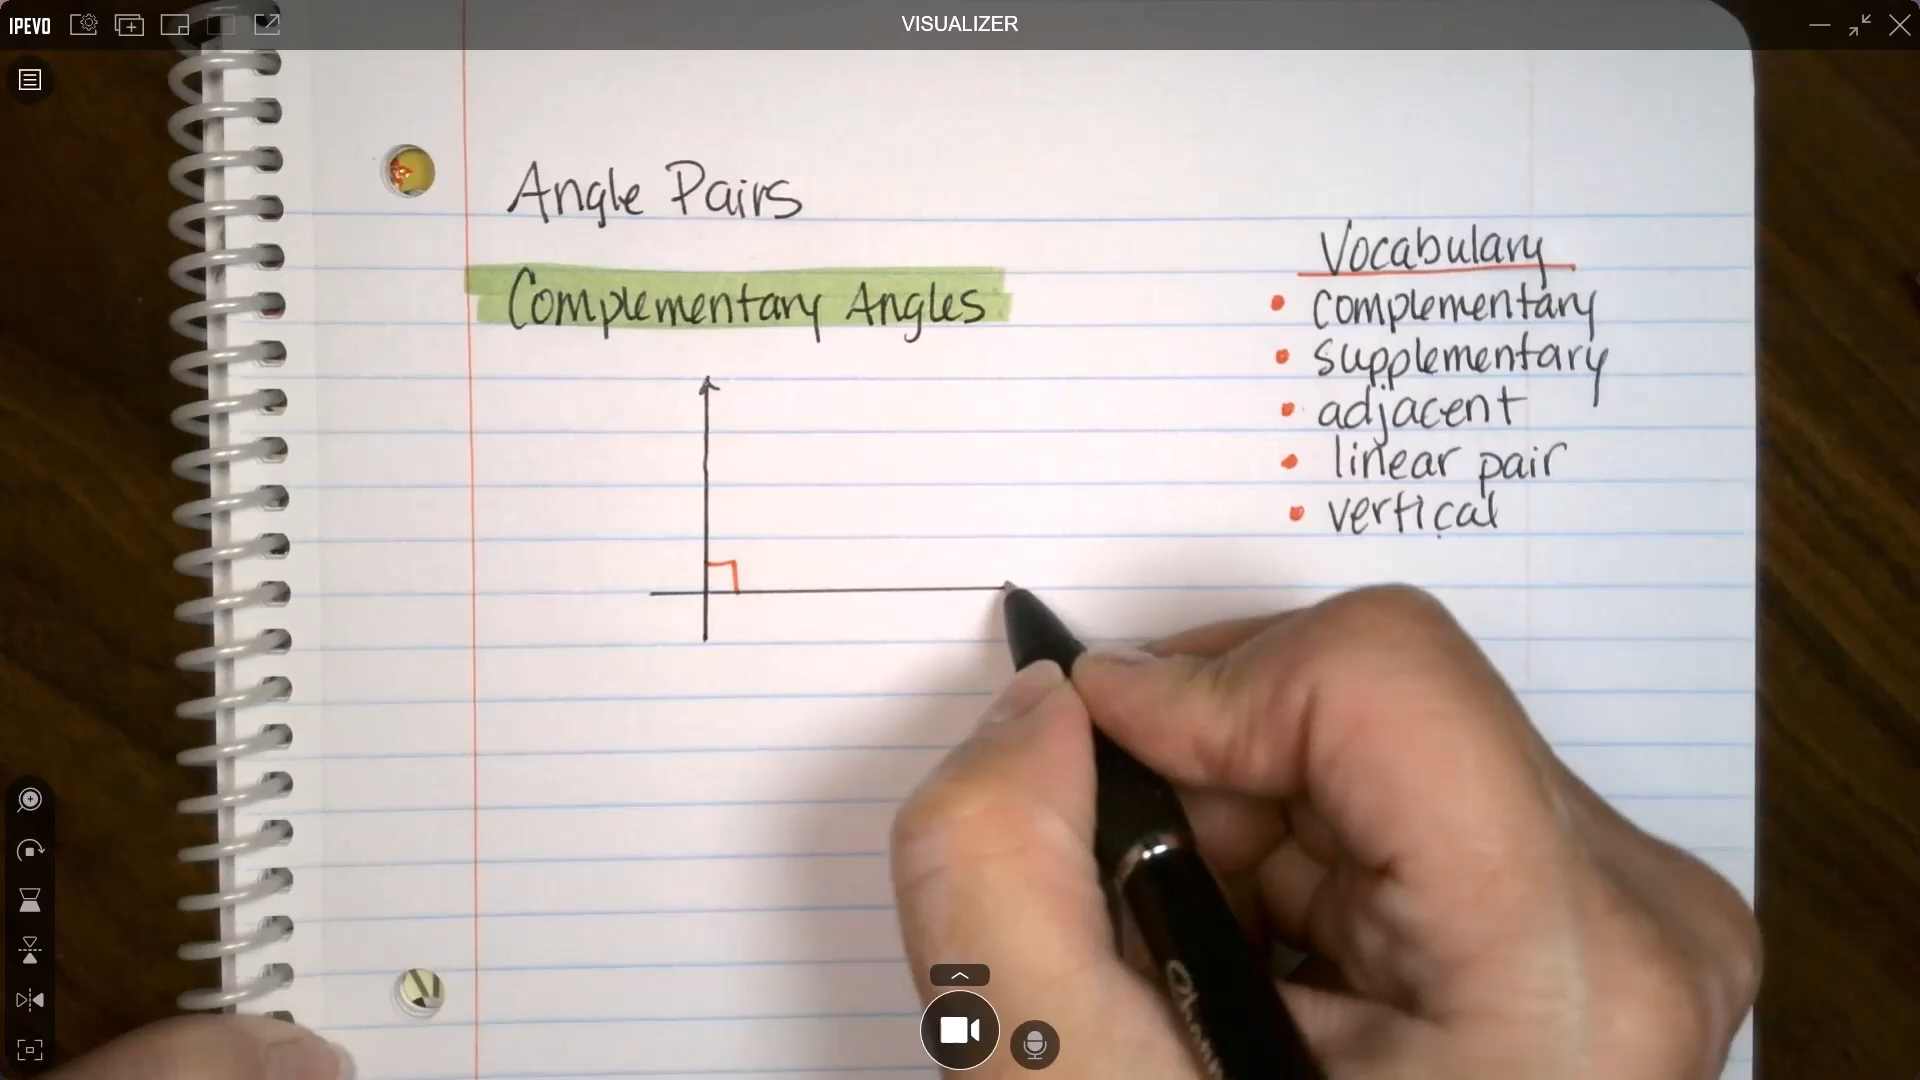 IPEVO
VISUALIZER
Angle Pairs
Complementary Angles
Vocabulary
• complementary
• supplementary
• adjacent
• linear pair
• vertical